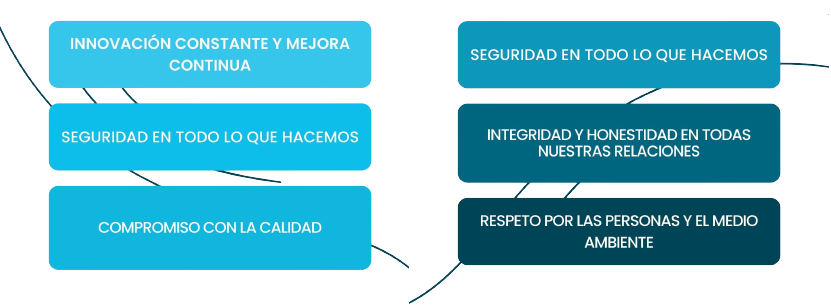 INNOVACIÓN CONSTANTE Y MEJORA
CONTINUA
SEGURIDAD EN TODO LO QUE HACEMOS
COMPROMISO CON LA CALIDAD
SEGURIDAD EN TODO LO QUE HACEMOS
INTEGRIDAD Y HONESTIDAD EN TODAS
NUESTRAS RELACIONES
RESPETO POR LAS PERSONAS Y EL MEDIO
AMBIENTE